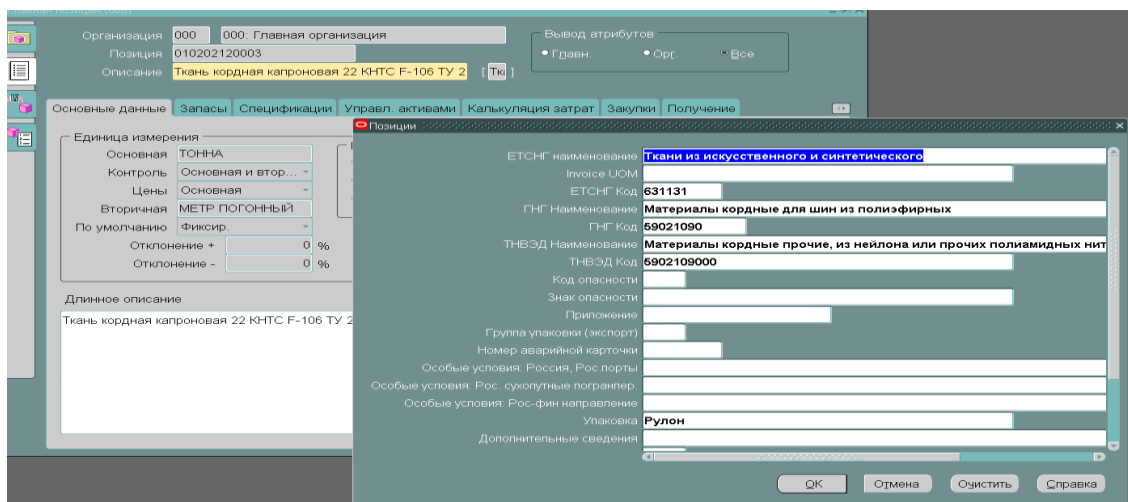 Главная позиция (000)
Организация 000 000: Главная организация
Вывод атрибутов
Позиция 010202120003
Главн. Орг. Все
Описание Ткань кордная капроновая 22 КНТС F-106 ТУ 2 [ Тк ]
Основные данные Запасы Спецификации Управл. активами Калькуляция затрат Закупки Получение
Единица измерения
Основная ТОННА
Контроль Основная и втор...
Цены Основная
Вторичная МЕТР ПОГОННЫЙ
По умолчанию Фиксир.
Отклонение + 0 %
Отклонение - 0 %
Длинное описание
Ткань кордная капроновая 22 КНТС F-106 ТУ 2
Позиции
ЕТСНГ наименование Ткани из искусственного и синтетического
Invoice UOM
ЕТСНГ Код 631131
ГНГ Наименование Материалы кордные для шин из полиэфирных
ГНГ Код 59021090
ТНВЭД Наименование Материалы кордные прочие, из нейлона или прочих полиамидных нит
ТНВЭД Код 5902109000
Код опасности
Знак опасности
Приложение
Группа упаковки (экспорт)
Номер аварийной карточки
Особые условия: Россия, Рос.порты
Особые условия: Рос. сухопутные погранпер.
Особые условия: Рос-фин направление
Упаковка Рулон
Дополнительные сведения
OK Отмена Очистить Справка